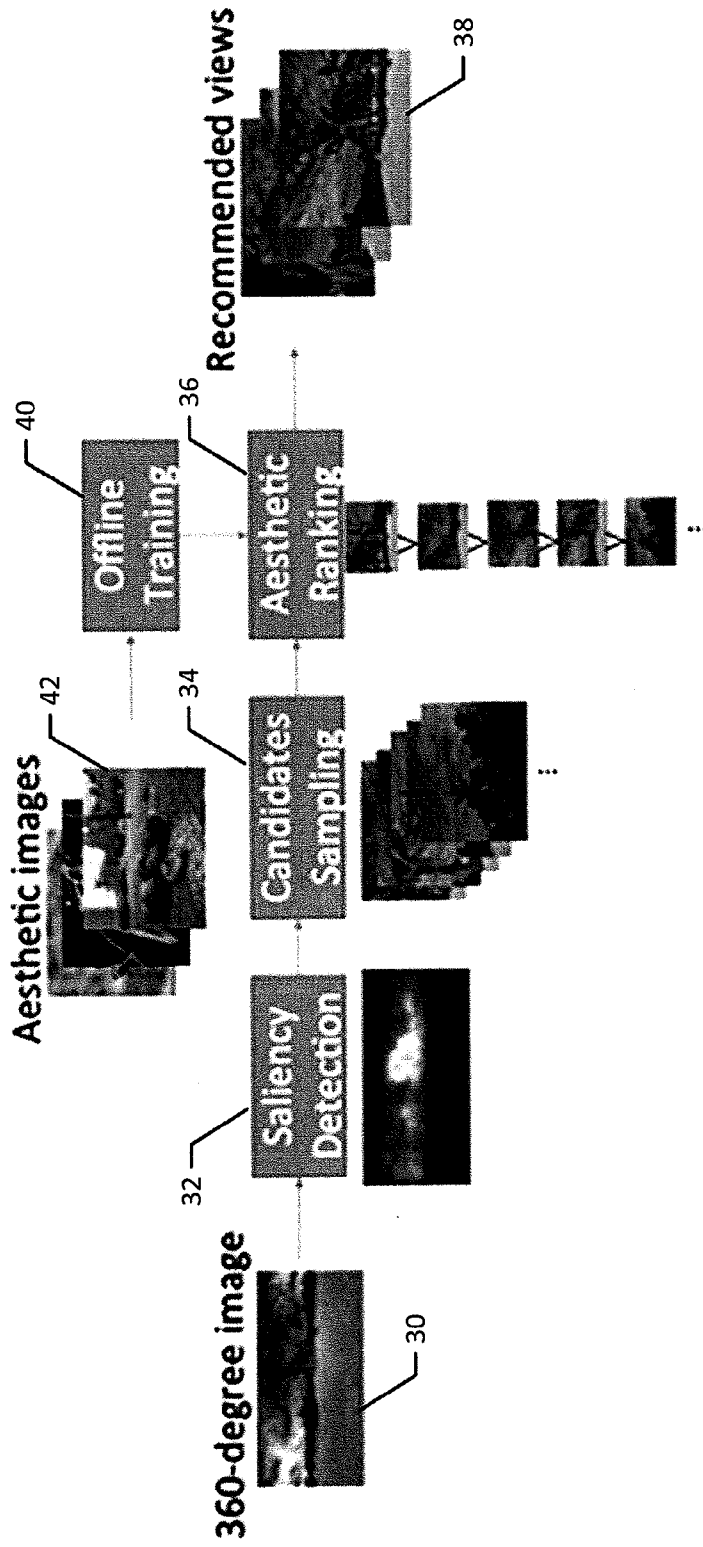 Aesthetic images
42
Offline
Training
40
360-degree image
30
Saliency
Detection
32
Candidates
Sampling
34
Aesthetic
Ranking
36
Recommended views
38